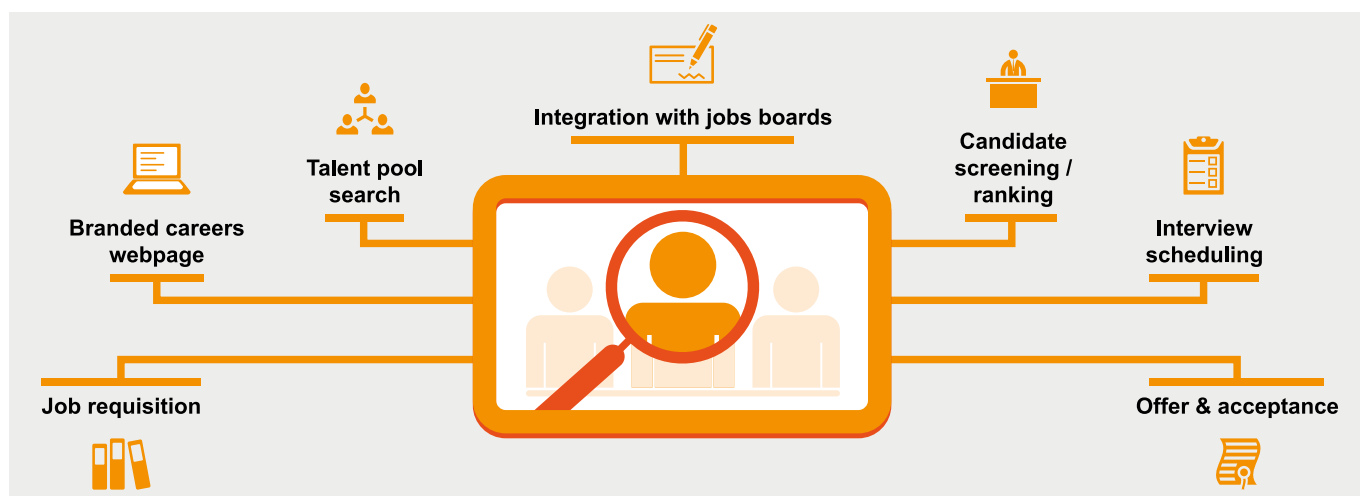 Integration with jobs boards
Talent pool
search
Candidate
screening /
ranking
Branded careers
webpage
Interview
scheduling
Job requisition
Offer & acceptance